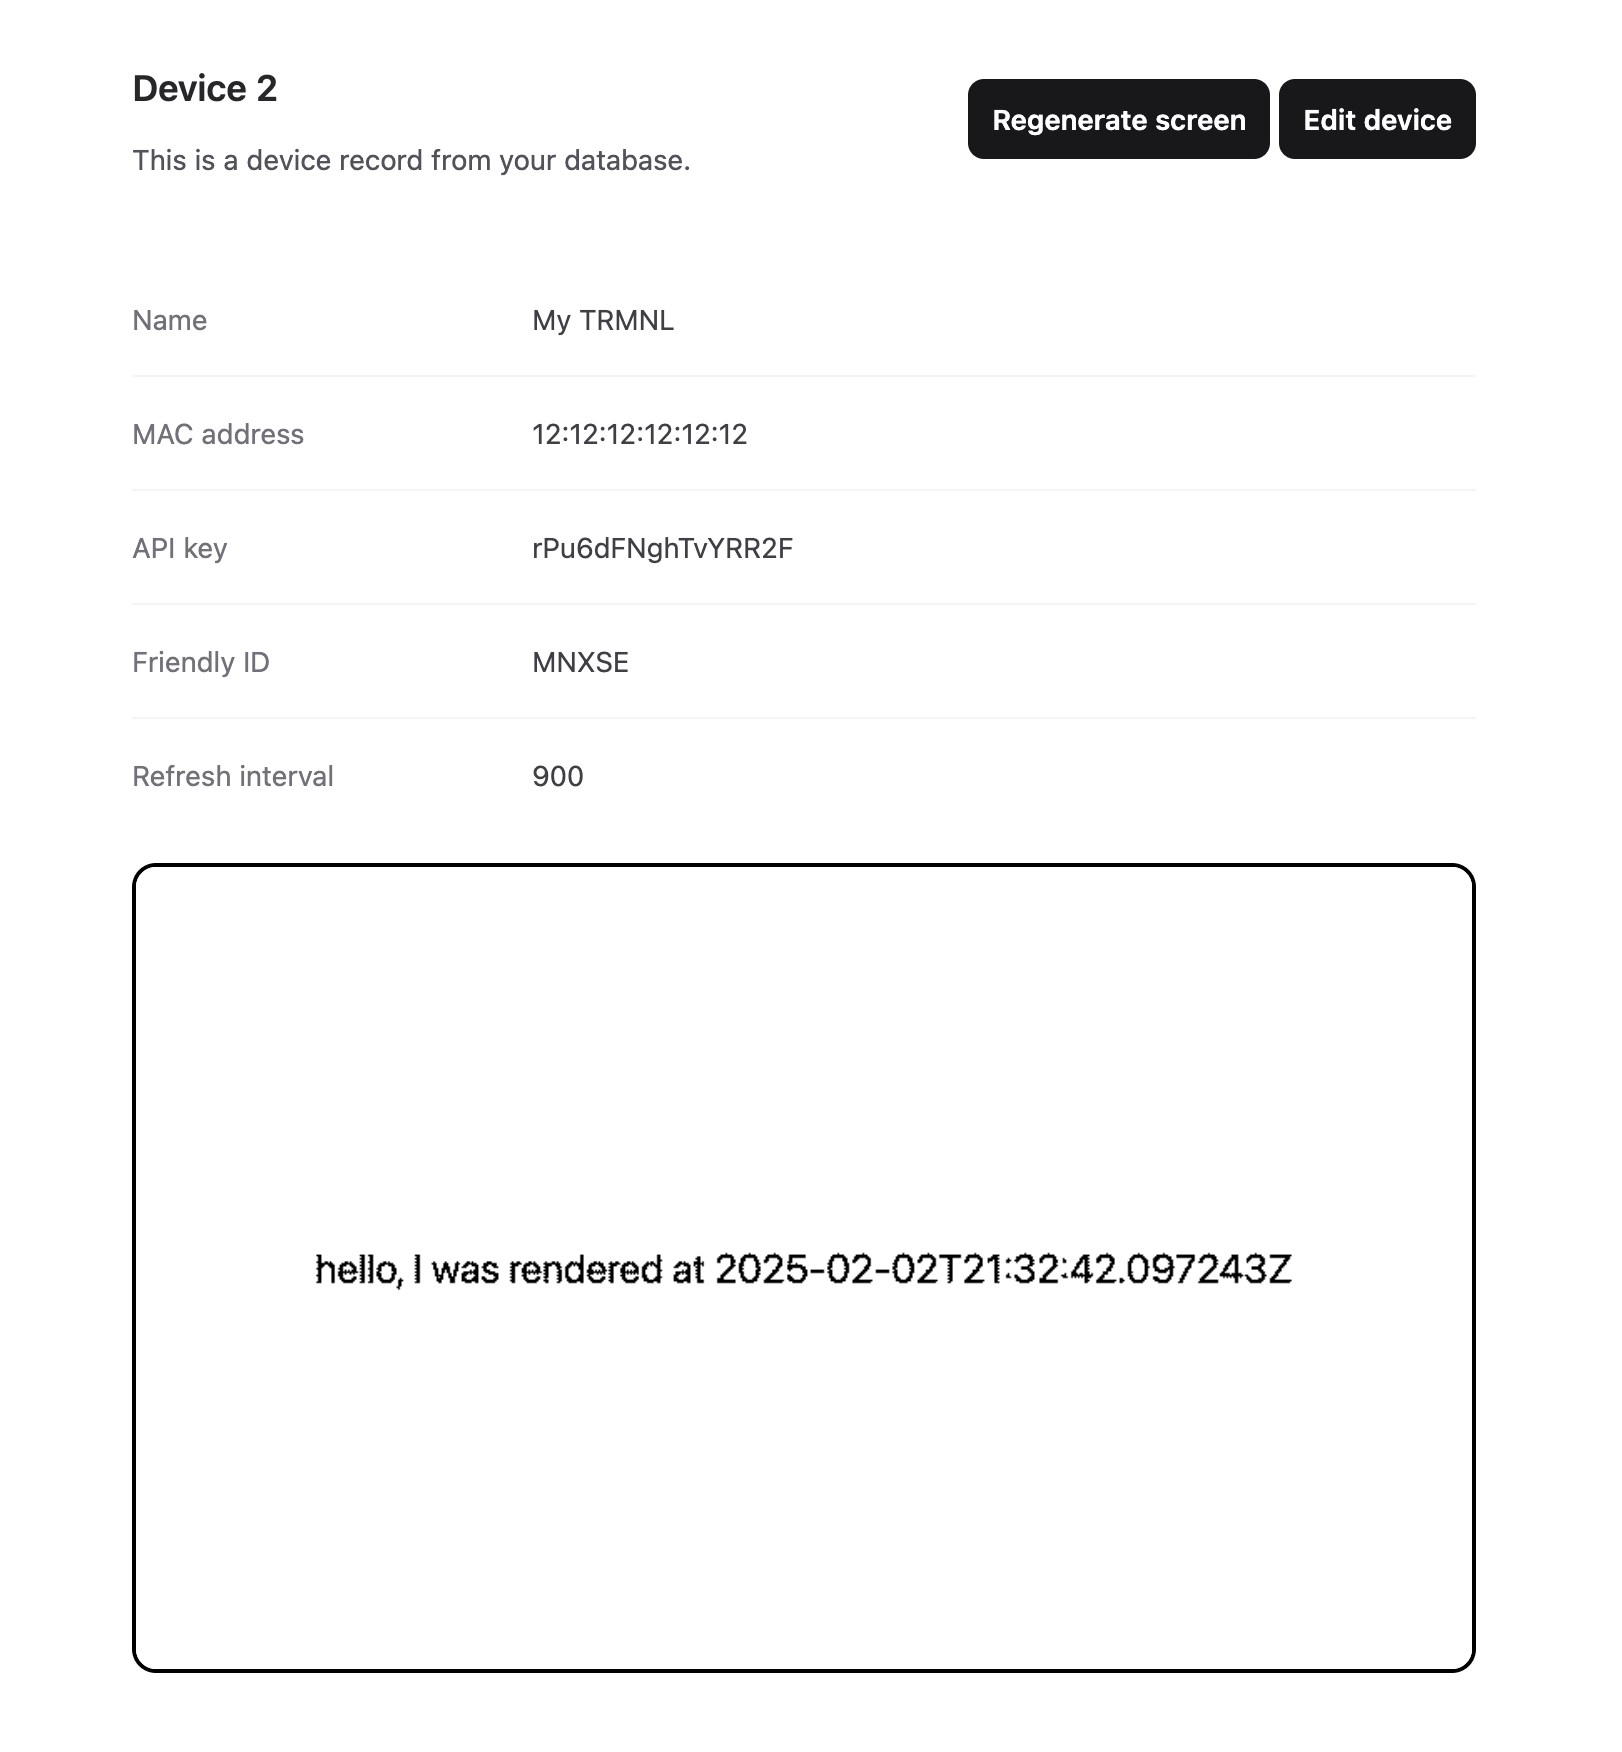 Device 2
This is a device record from your database.
Regenerate screen
Edit device
Name My TRMNL
MAC address 12:12:12:12:12:12
API key rPu6dFNghTvYRR2F
Friendly ID MNXSE
Refresh interval 900
hello, I was rendered at 2025-02-02T21:32:42.097243Z